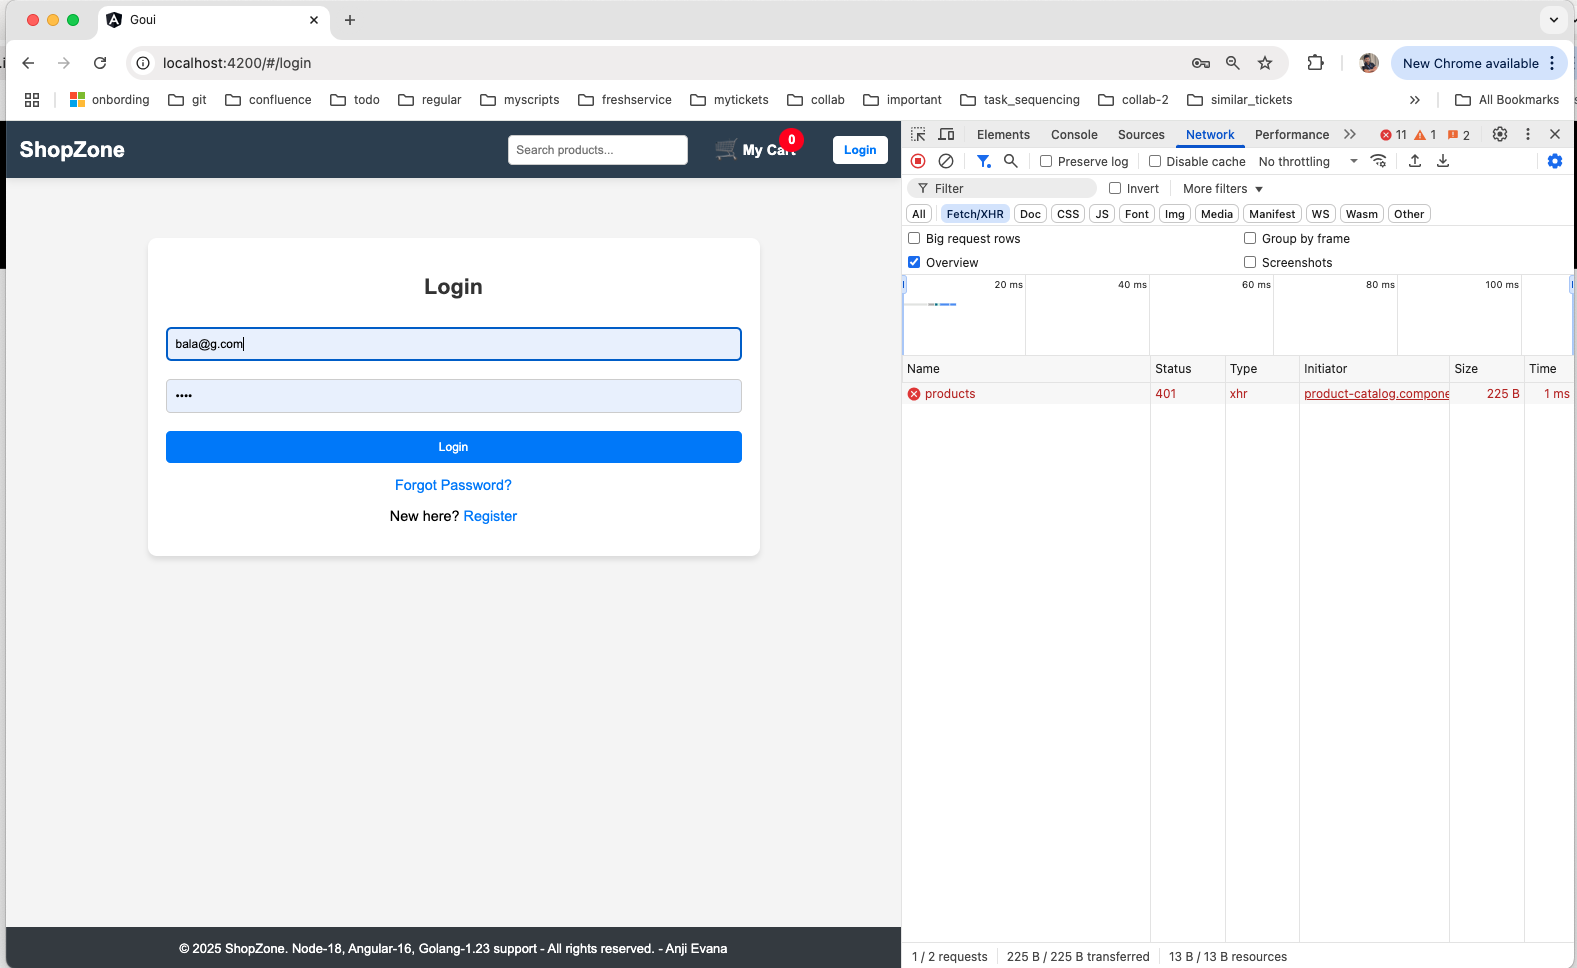 Goui
localhost:4200/#/login
New Chrome available
onbording
git
confluence
todo
regular
myscripts
freshservice
mytickets
collab
important
task_sequencing
collab-2
similar_tickets
All Bookmarks
ShopZone
Search products...
My Cart
0
Login
Login
bala@g.com
••••
Login
Forgot Password?
New here? Register
© 2025 ShopZone. Node-18, Angular-16, Golang-1.23 support - All rights reserved. - Anji Evana
Elements
Console
Sources
Network
Performance
11
1
2
Preserve log
Disable cache
No throttling
Filter
Invert
More filters
All
Fetch/XHR
Doc
CSS
JS
Font
Img
Media
Manifest
WS
Wasm
Other
Big request rows
Group by frame
Overview
Screenshots
20 ms
40 ms
60 ms
80 ms
100 ms
Name
Status
Type
Initiator
Size
Time
products
401
xhr
product-catalog.compone
225 B
1 ms
1 / 2 requests
225 B / 225 B transferred
13 B / 13 B resources